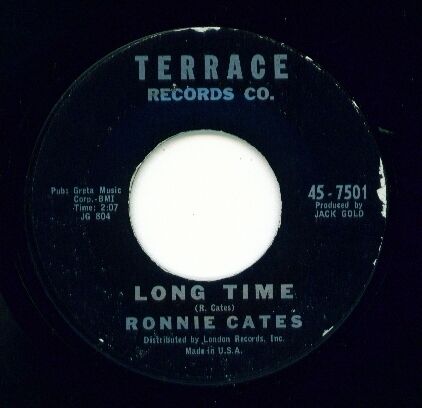 TERRACE
RECORDS CO.
Pub: Greta Music
Corp.-BMI
Time: 2:07
JG 804
45-7501
Produced by
JACK GOLD
LONG TIME
(R. Cates)
RONNIE CATES
Distributed by London Records, Inc.
Made in U.S.A.